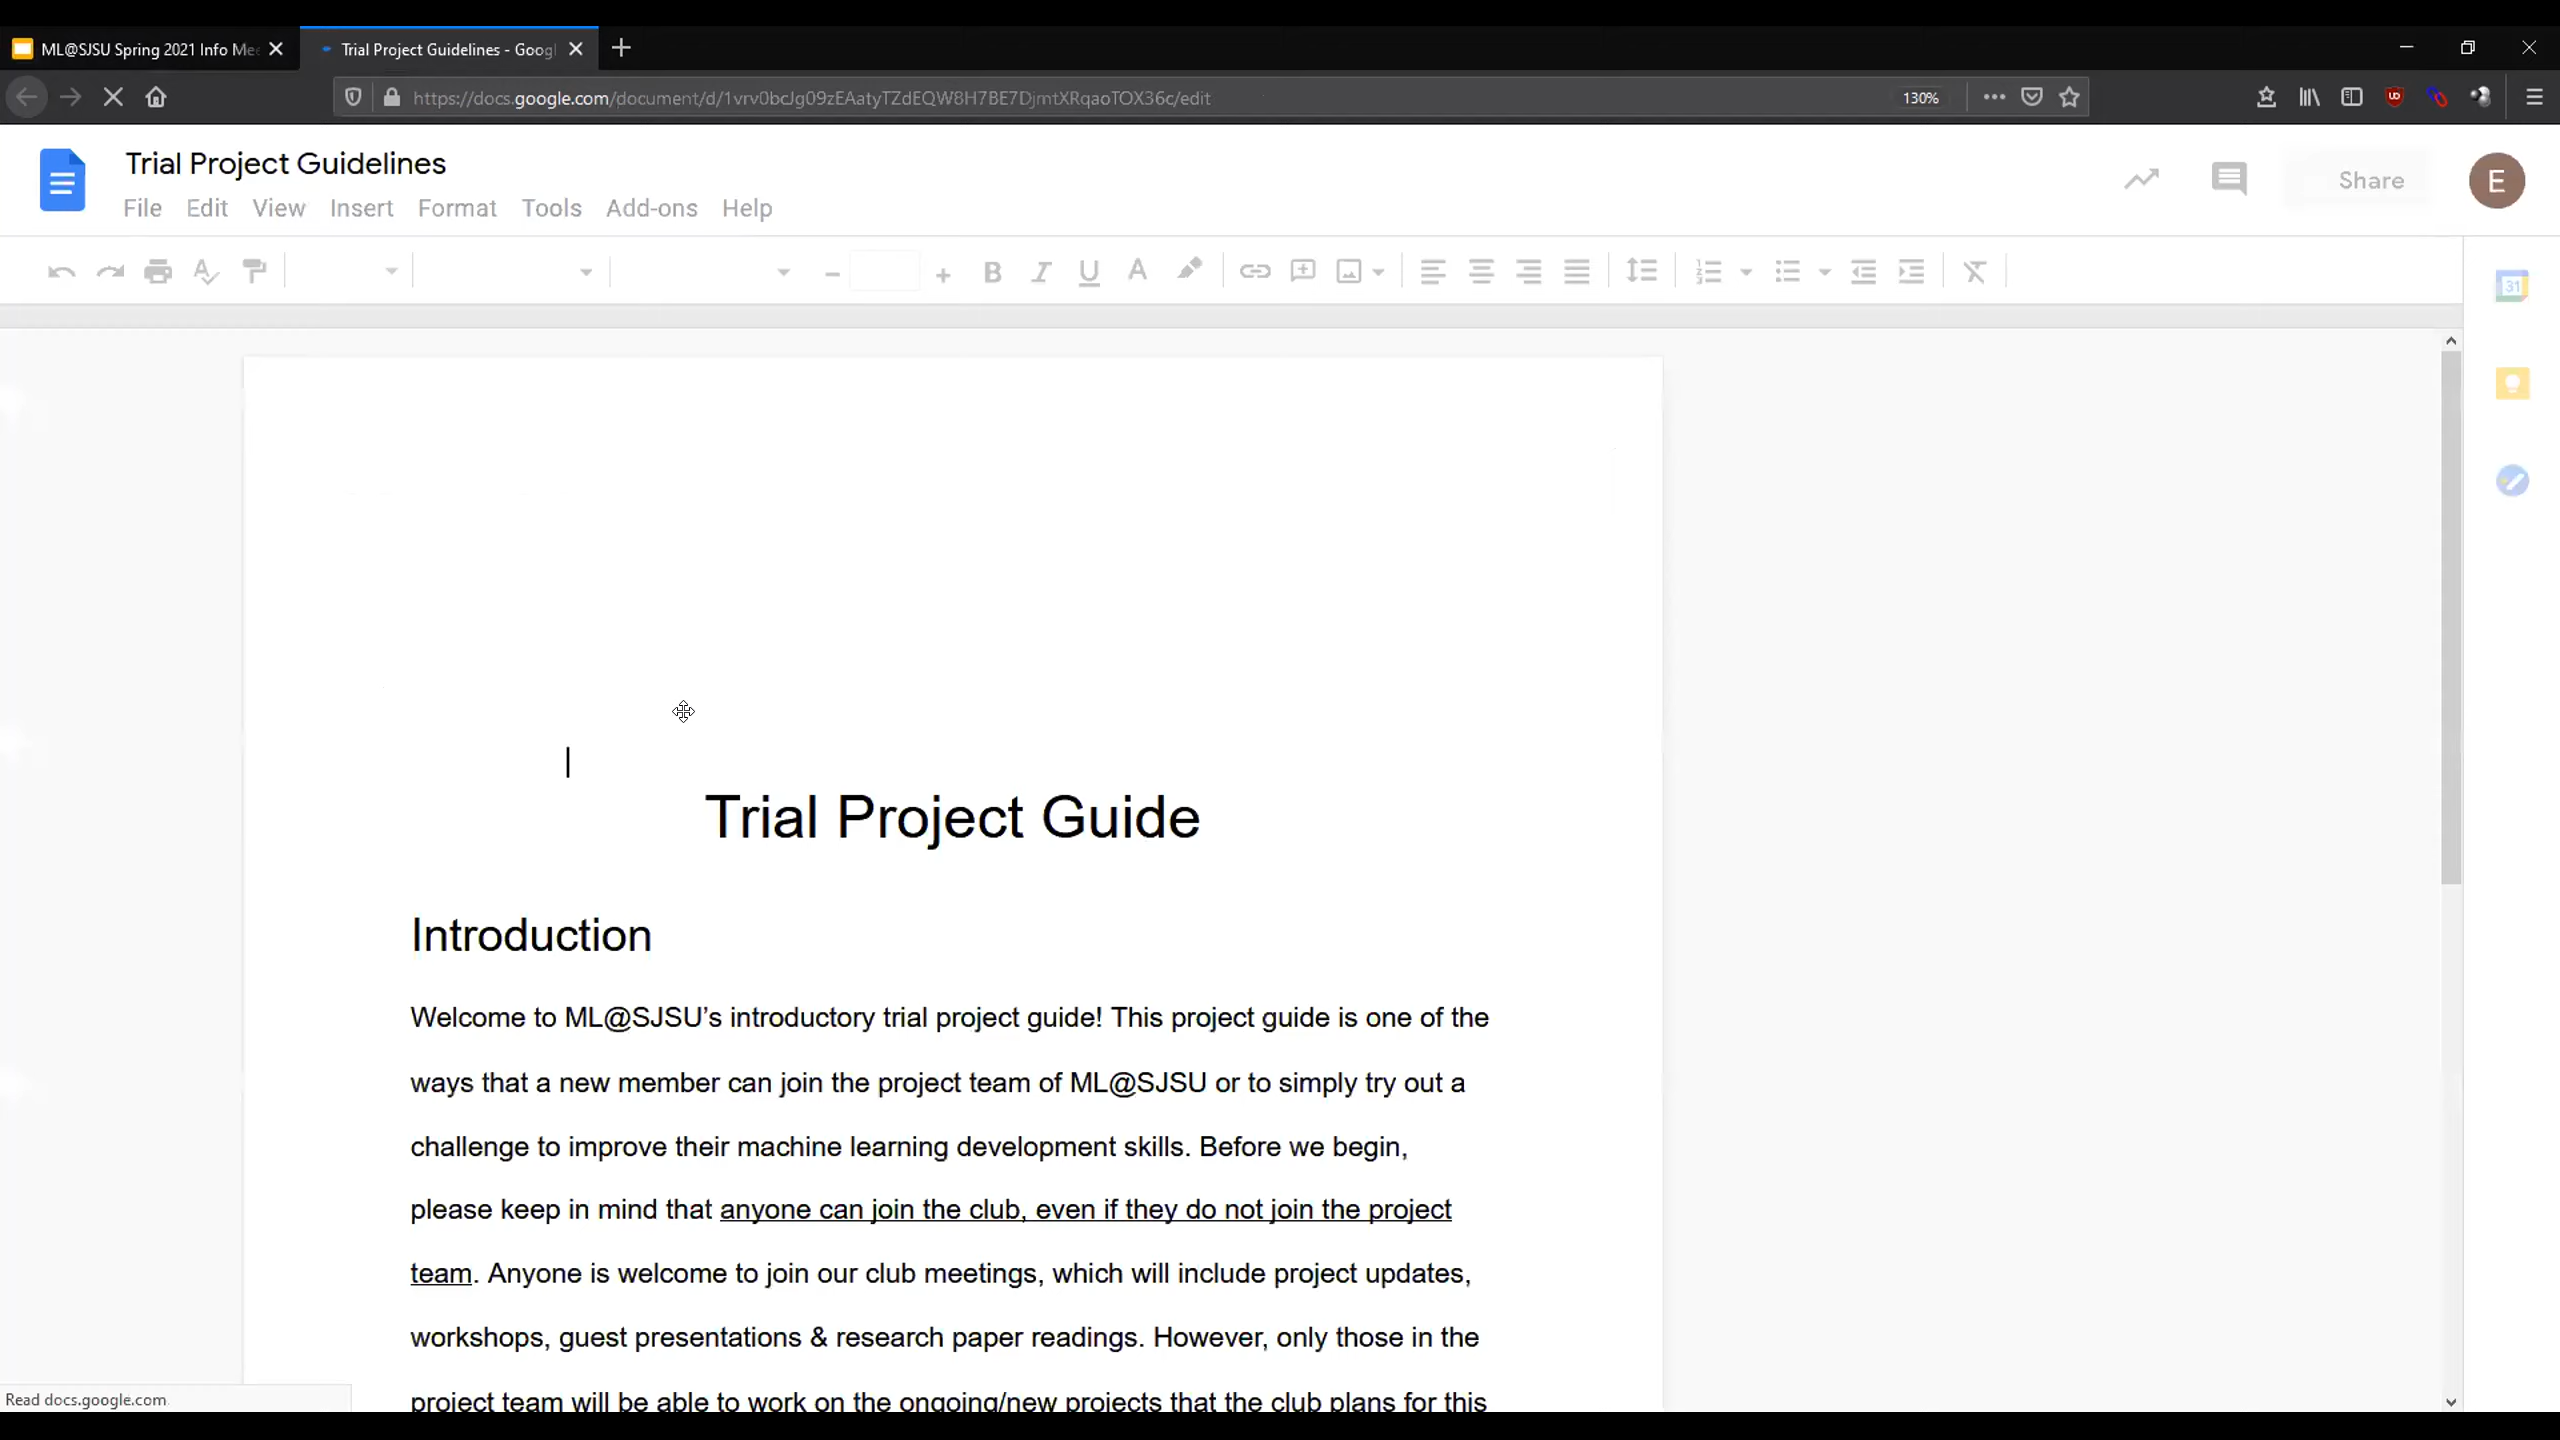 ML@SJSU Spring 2021 Info Mee
Trial Project Guidelines - Goog
https://docs.google.com/document/d/1vrv0bcJg09zEAatyTZdEQW8H7BE7DjmtXRqaoTOX36c/edit
130%
Trial Project Guidelines
File Edit View Insert Format Tools Add-ons Help
Share
E
31
Trial Project Guide
Introduction
Welcome to ML@SJSU’s introductory trial project guide! This project guide is one of the
ways that a new member can join the project team of ML@SJSU or to simply try out a
challenge to improve their machine learning development skills. Before we begin,
please keep in mind that anyone can join the club, even if they do not join the project
team. Anyone is welcome to join our club meetings, which will include project updates,
workshops, guest presentations & research paper readings. However, only those in the
project team will be able to work on the ongoing/new projects that the club plans for this
Read docs.google.com